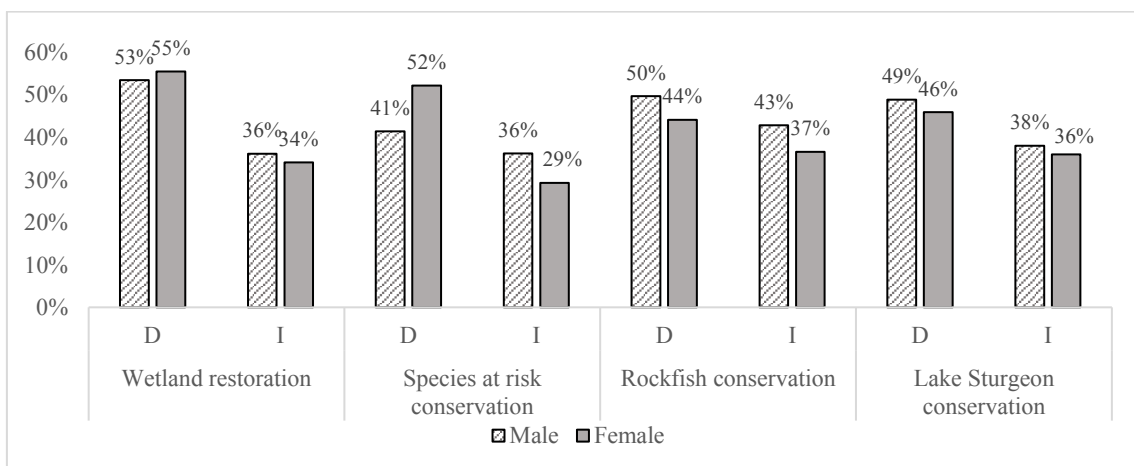 60%
50%
40%
30%
20%
10%
0%
53% 55% 36% 34% 41% 52% 36% 29% 50% 44% 43% 37% 49% 46% 38% 36%
D I D I D I D I
Wetland restoration
Species at risk
conservation
Rockfish conservation
Lake Sturgeon
conservation
Male Female